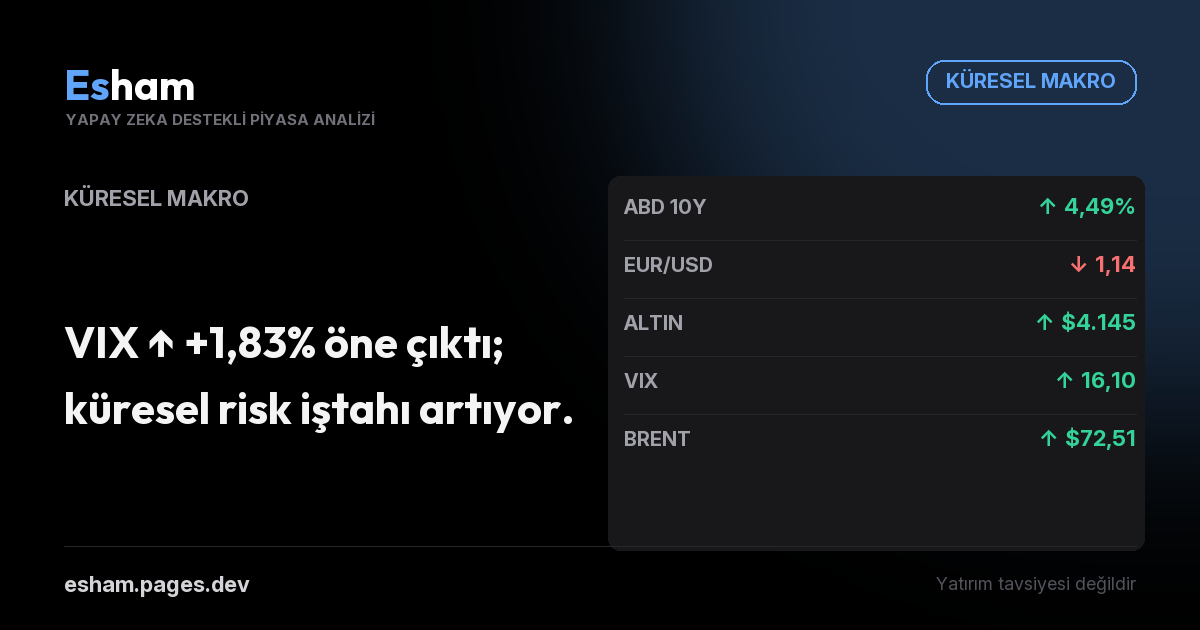 Esham
YAPAY ZEKA DESTEKLİ PİYASA ANALİZİ
KÜRESEL MAKRO
KÜRESEL MAKRO
VIX ↑ +1,83% öne çıktı;
küresel risk iştahı artıyor.
ABD 10Y ↑ 4,49%
EUR/USD ↓ 1,14
ALTIN ↑ $4.145
VIX ↑ 16,10
BRENT ↑ $72,51
esham.pages.dev
Yatırım tavsiyesi değildir